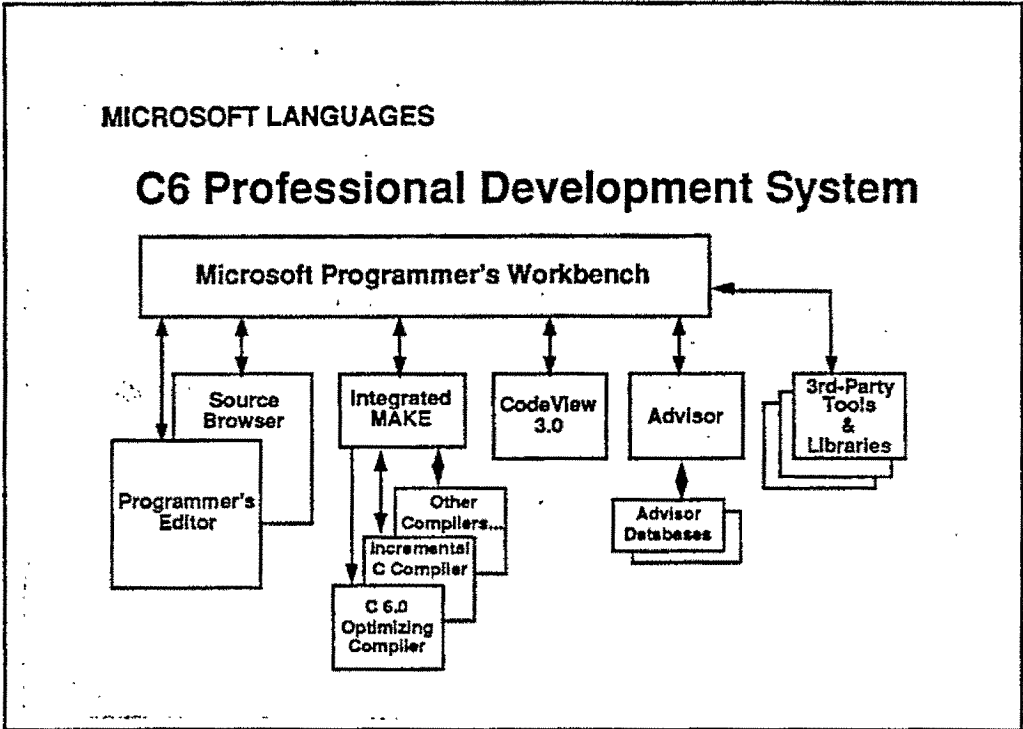 MICROSOFT LANGUAGES
C6 Professional Development System
Microsoft Programmer's Workbench
Source
Browser
Programmer's
Editor
Integrated
MAKE
Other
Compilers...
Incremental
C Compiler
C 6.0
Optimizing
Compiler
CodeView
3.0
Advisor
Advisor
Databases
3rd-Party
Tools
&
Libraries